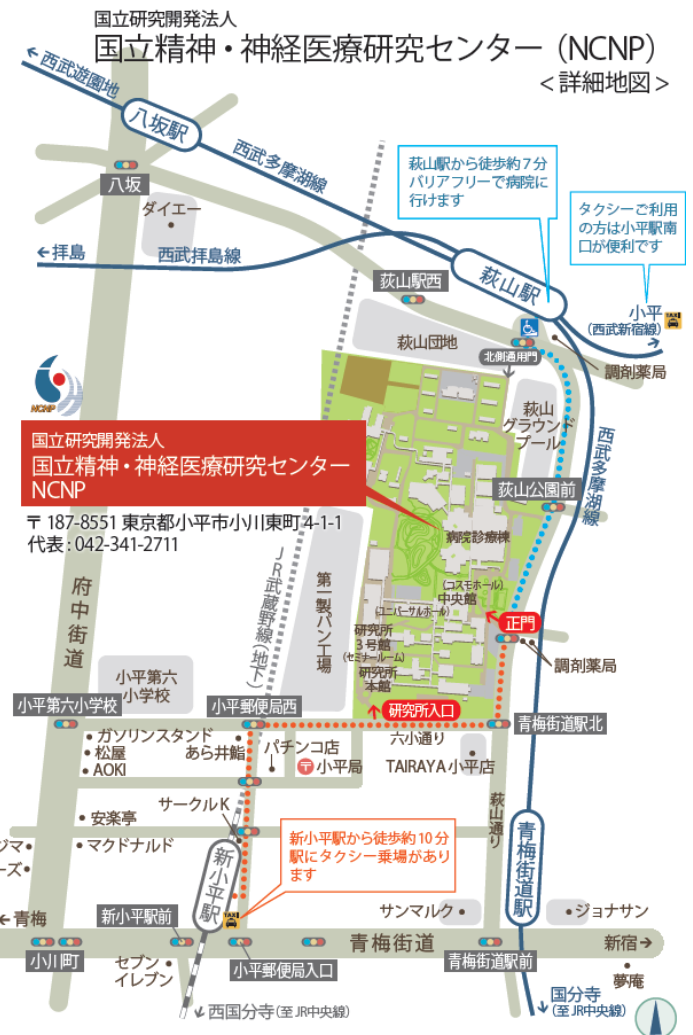 国立研究開発法人
国立精神・神経医療研究センター（NCNP）
＜詳細地図＞
←西武遊園地
八坂駅
西武多摩湖線
八坂
ダイエー
萩山駅から徒歩約７分
バリアフリーで病院に
行けます
タクシーご利用
の方は小平駅南
口が便利です
←拝島
西武拝島線
萩山駅西
萩山駅
小平
(西武新宿線)
TAXI
萩山団地
北側通用門
調剤薬局
NCNP
萩山
グラウンド
プール
西武多摩湖線
国立研究開発法人
国立精神・神経医療研究センター
NCNP
〒187-8551 東京都小平市小川東町4-1-1
代表：042-341-2711
萩山公園前
病院診療棟
JR武蔵野線(地下)
第一製パン工場
(コスモホール)
中央館
(ユニバーサルホール)
正門
府中街道
研究所
３号館
(セミナールーム)
研究所
本館
調剤薬局
小平第六
小学校
小平第六小学校
小平郵便局西
研究所入口
青梅街道駅北
ガソリンスタンド
松屋
AOKI
あら井鮨
パチンコ店
〒小平局
六小通り
TAIRAYA小平店
サークルK
安楽亭
マクドナルド
ジマ
ーズ
新小平駅から徒歩約10分
駅にタクシー乗場があり
ます
萩山通り
新小平駅
青梅街道駅
TAXI
←青梅
新小平駅前
サンマルク
ジョナサン
青梅街道
新宿→
小川町
セブン
イレブン
小平郵便局入口
青梅街道駅前
夢庵
↙西国分寺(至JR中央線)
国分寺
(至JR中央線)